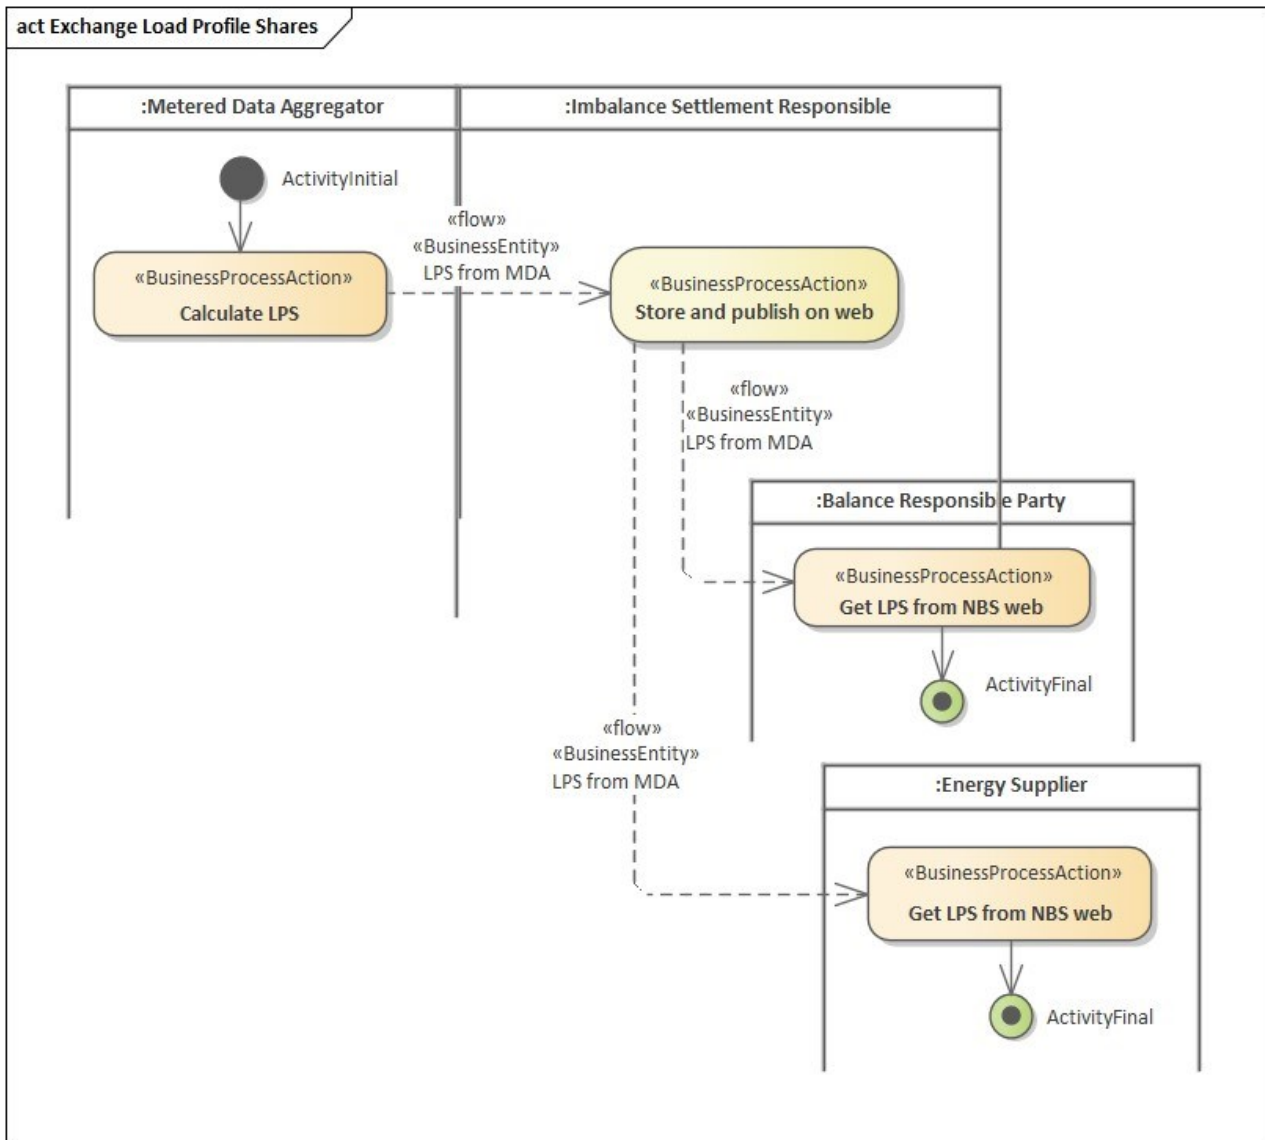 act Exchange Load Profile Shares
:Metered Data Aggregator
:Imbalance Settlement Responsible
ActivityInitial
«flow»
«BusinessEntity»
LPS from MDA
«BusinessProcessAction»
Calculate LPS
«BusinessProcessAction»
Store and publish on web
«flow»
«BusinessEntity»
LPS from MDA
:Balance Responsible Party
«BusinessProcessAction»
Get LPS from NBS web
ActivityFinal
«flow»
«BusinessEntity»
LPS from MDA
:Energy Supplier
«BusinessProcessAction»
Get LPS from NBS web
ActivityFinal